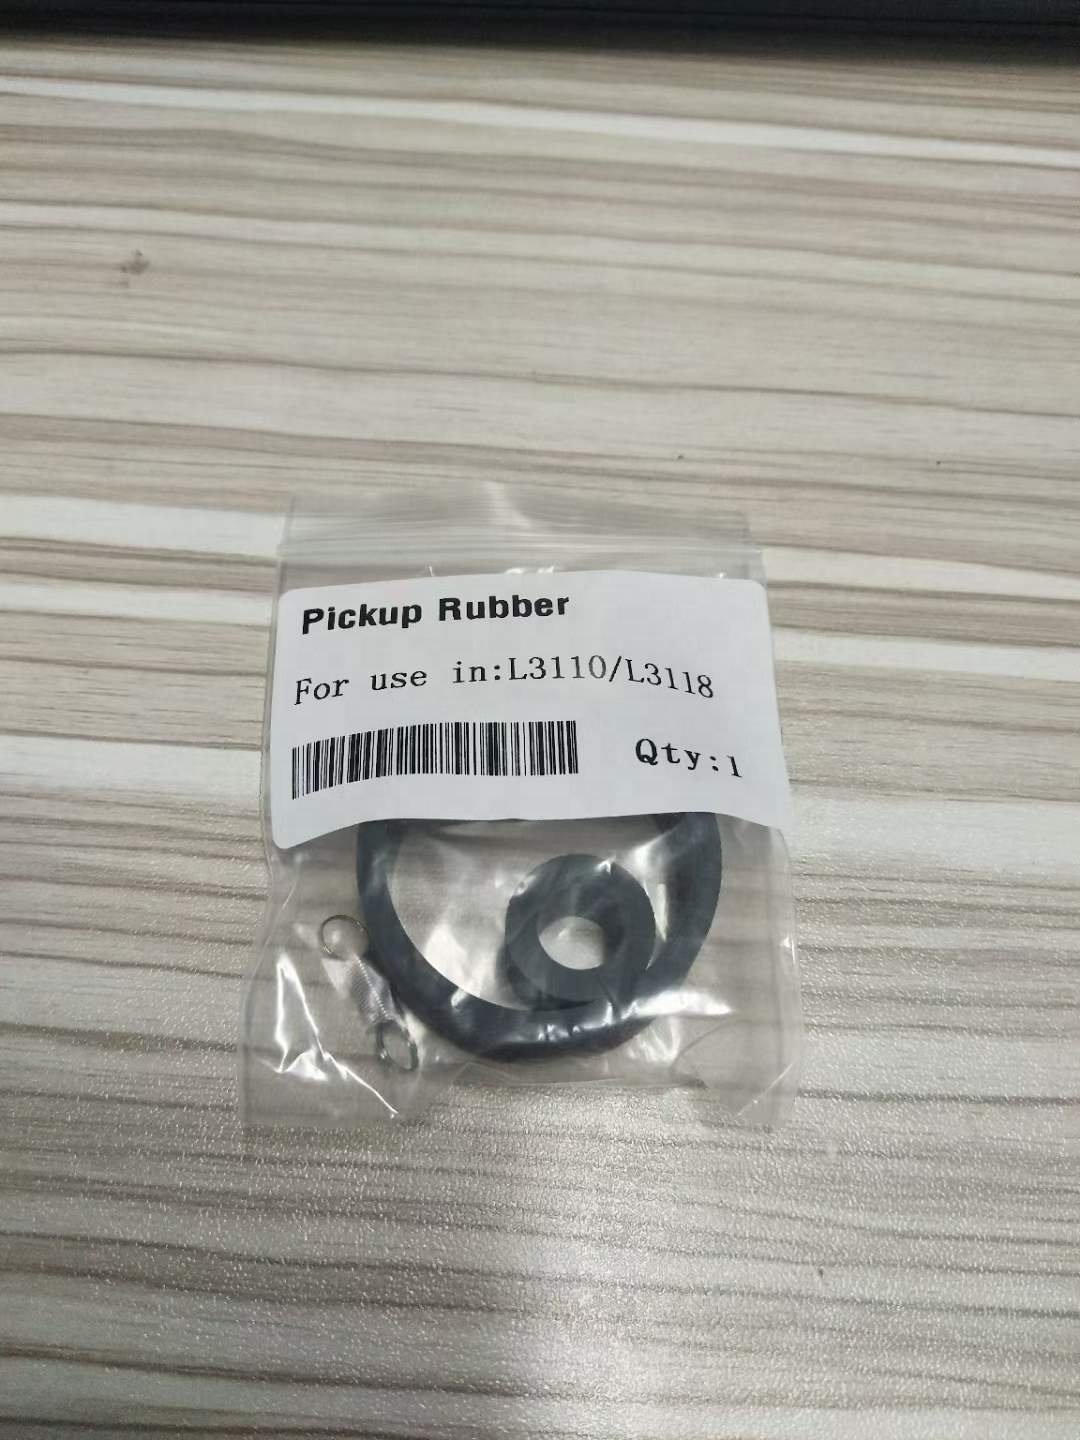 Pickup Rubber
For use in:L3110/L3118
Qty:1